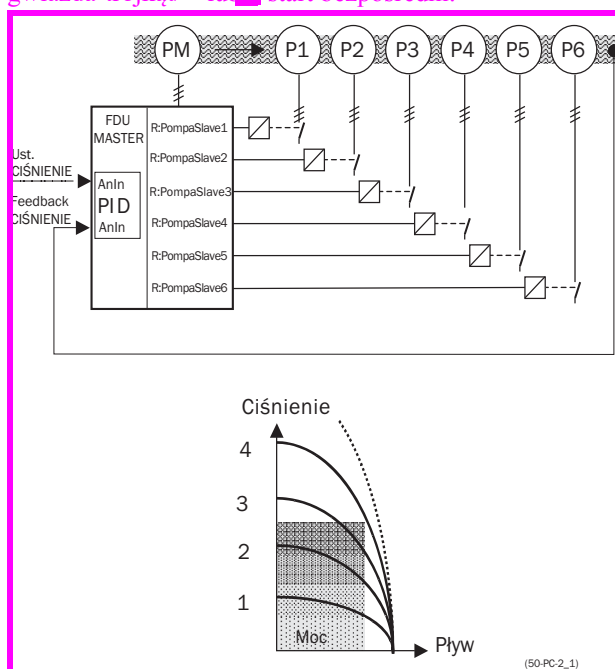 PM P1 P2 P3 P4 P5 P6
FDU
MASTER
R:PompaSlave1
R:PompaSlave2
R:PompaSlave3
R:PompaSlave4
R:PompaSlave5
R:PompaSlave6
Ust.
CIŚNIENIE
AnIn
PID
AnIn
Feedback
CIŚNIENIE
Ciśnienie
4
3
2
1
Moc
Pływ
(50-PC-2_1)